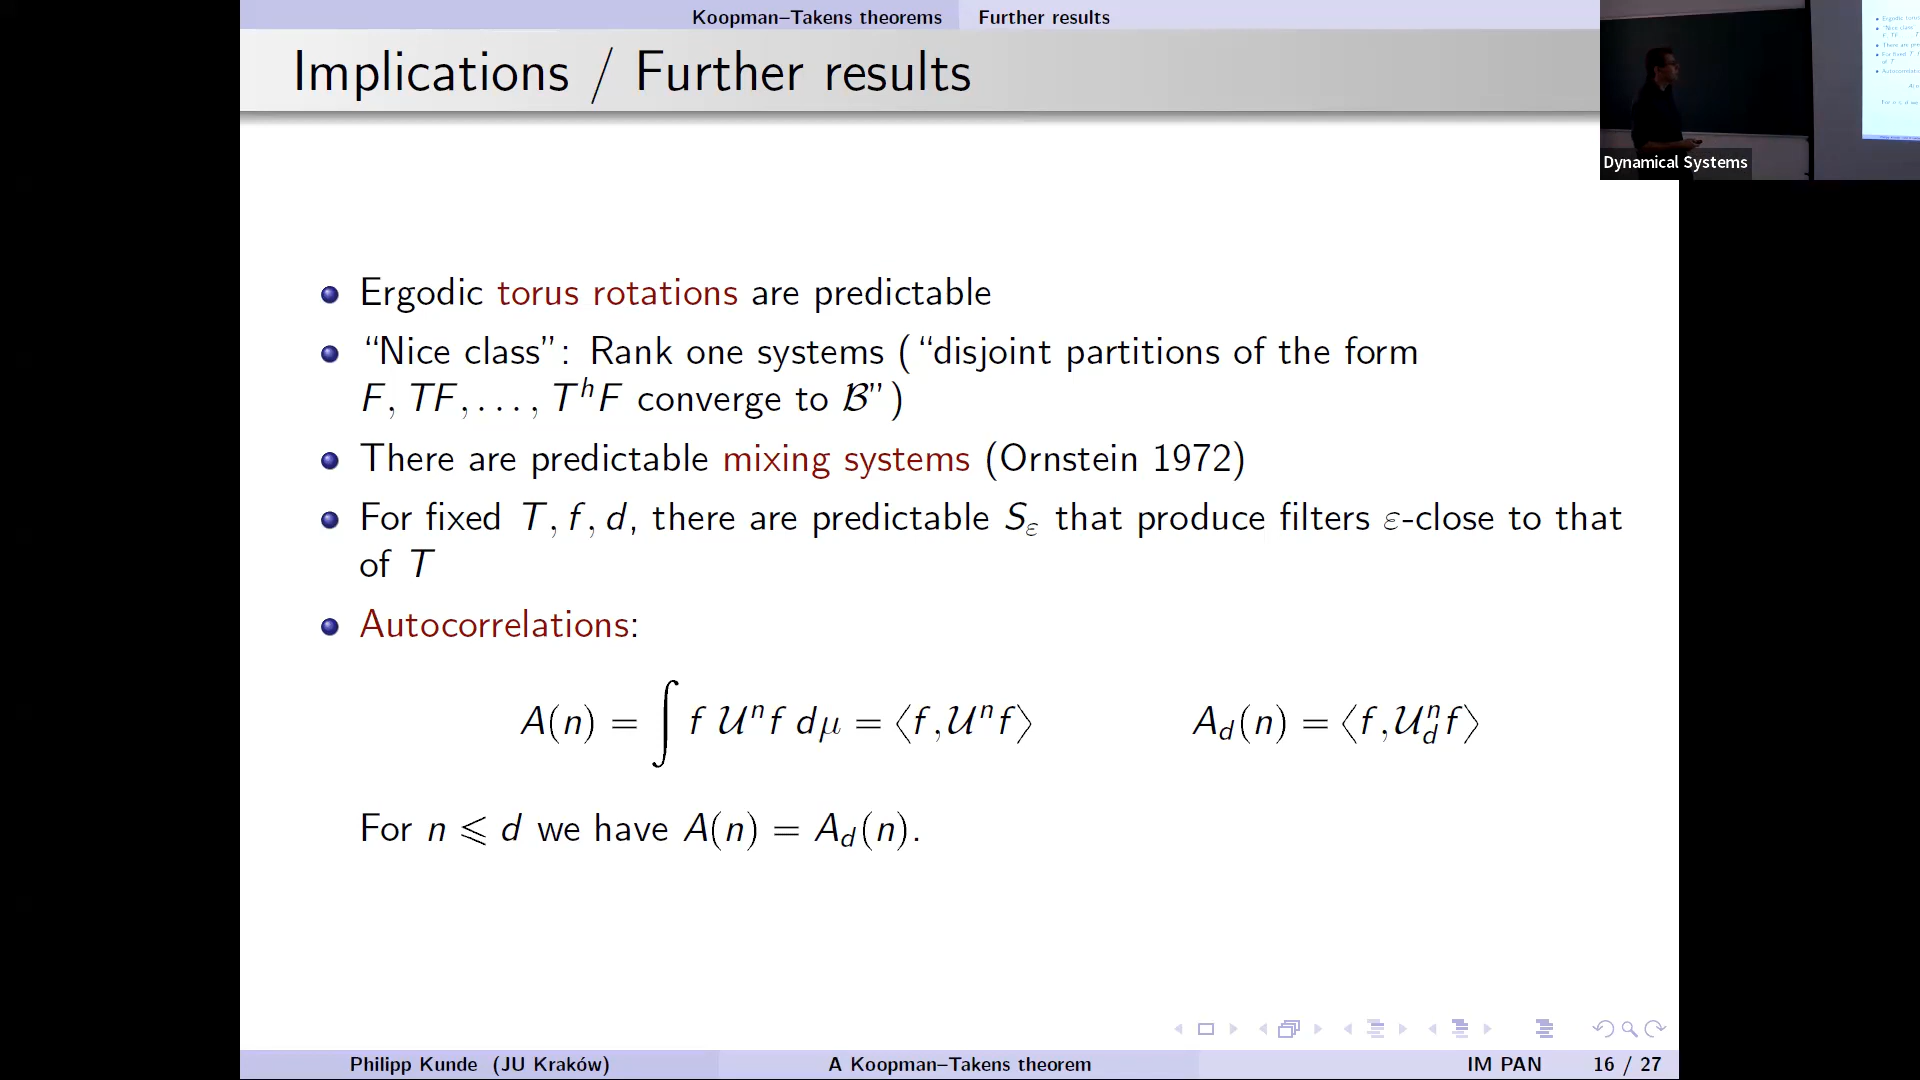 Koopman–Takens theorems Further results
Implications / Further results
Dynamical Systems
Ergodic torus rotations are predictable
“Nice class”: Rank one systems (“disjoint partitions of the form
F, TF, . . . , TʰF converge to ℬ”)
There are predictable mixing systems (Ornstein 1972)
For fixed T, f, d, there are predictable S_ε that produce filters ε-close to that
of T
Autocorrelations:
A(n) = ∫ f 𝒰ⁿf dμ = ⟨f, 𝒰ⁿf⟩ A_d(n) = ⟨f, 𝒰_d^n f⟩
For n ⩽ d we have A(n) = A_d(n).
Philipp Kunde (JU Kraków) A Koopman–Takens theorem IM PAN 16 / 27